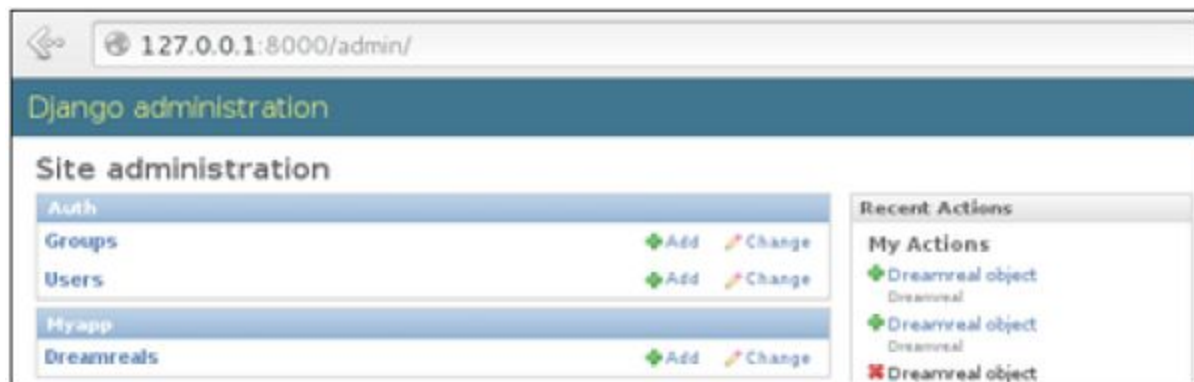 127.0.0.1:8000/admin/
Django administration
Site administration
Auth
Groups Add Change
Users Add Change
Myapp
Dreamreals Add Change
Recent Actions
My Actions
Dreamreal object
Dreamreal
Dreamreal object
Dreamreal
Dreamreal object